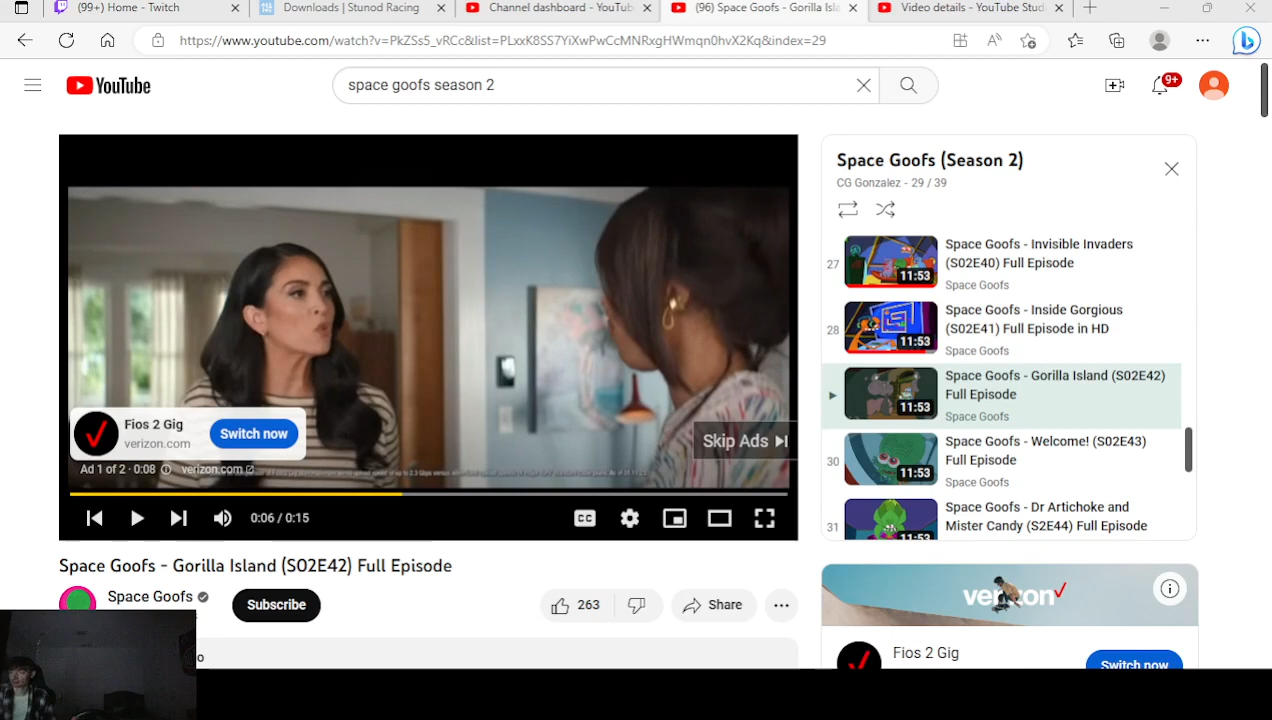 (99+) Home - Twitch
Downloads | Stunod Racing
Channel dashboard - YouTub
(96) Space Goofs - Gorilla Isla
Video details - YouTube Studi
https://www.youtube.com/watch?v=PkZSs5_vRCc&list=PLxxK8SS7YiXwPwCcMNRxgHWmqn0hvX2Kq&index=29
YouTube
space goofs season 2
9+
Space Goofs (Season 2)
CG Gonzalez - 29 / 39
27
Space Goofs - Invisible Invaders
(S02E40) Full Episode
Space Goofs
11:53
28
Space Goofs - Inside Gorgious
(S02E41) Full Episode in HD
Space Goofs
11:53
Space Goofs - Gorilla Island (S02E42)
Full Episode
Space Goofs
11:53
30
Space Goofs - Welcome! (S02E43)
Full Episode
Space Goofs
11:53
31
Space Goofs - Dr Artichoke and
Mister Candy (S2E44) Full Episode
11:53
Fios 2 Gig
verizon.com
Switch now
Skip Ads
Ad 1 of 2 · 0:08
verizon.com
0:06 / 0:15
CC
Space Goofs - Gorilla Island (S02E42) Full Episode
Space Goofs
Subscribe
263
Share
verizon
Fios 2 Gig
Switch now